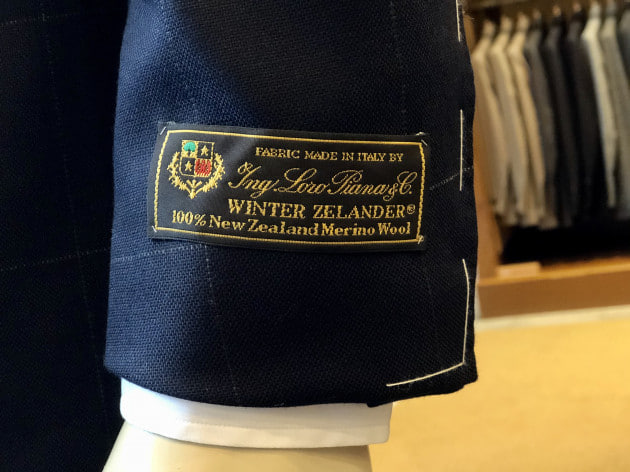 FABRIC MADE IN ITALY BY
Ing. Loro Piana & C.
WINTER ZELANDER®
100% New Zealand Merino Wool